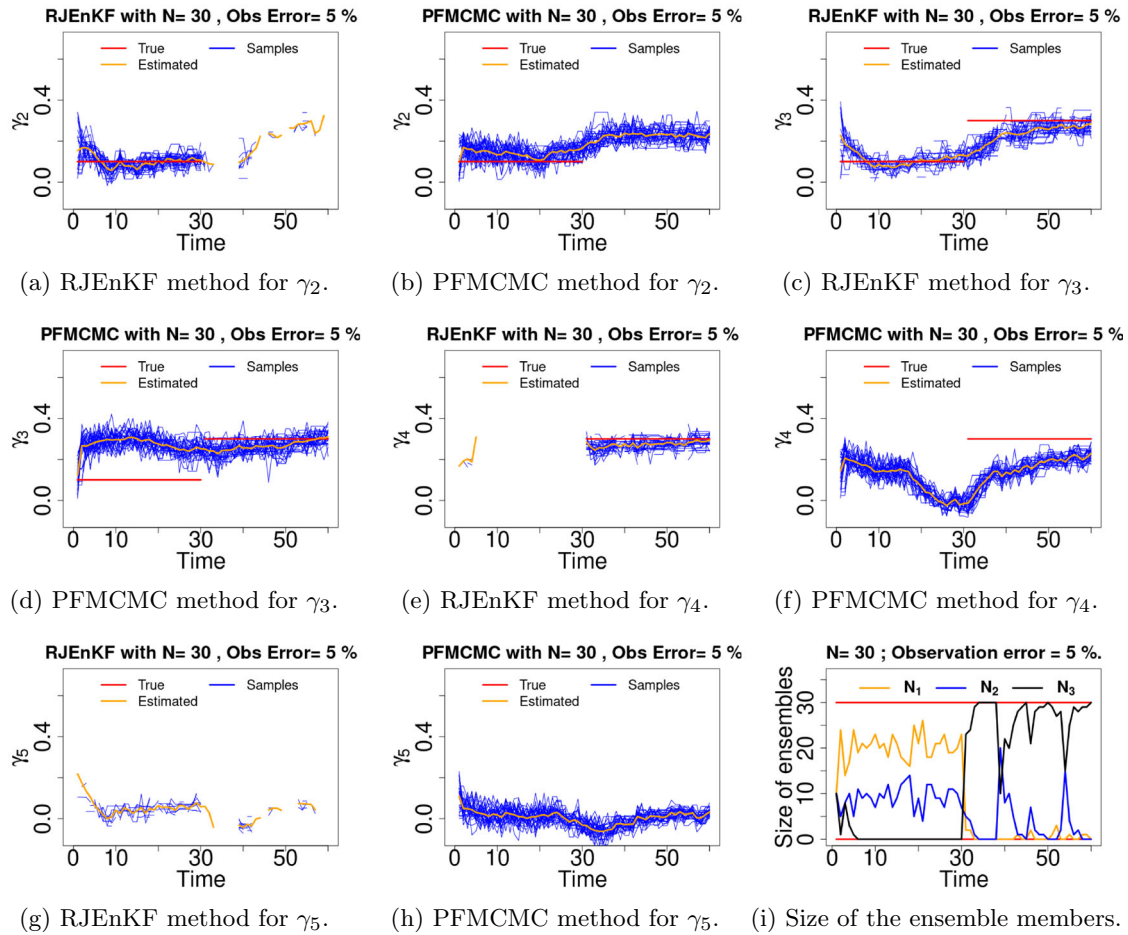 RJEnKF with N= 30 , Obs Error= 5 %
True
Samples
Estimated
γ2
0.0
0.4
0 10 30 50
Time
(a) RJEnKF method for γ2.
PFMCMC with N= 30 , Obs Error= 5 %
True
Samples
Estimated
γ2
0.0
0.4
0 10 30 50
Time
(b) PFMCMC method for γ2.
RJEnKF with N= 30 , Obs Error= 5 %
True
Samples
Estimated
γ3
0.0
0.4
0 10 30 50
Time
(c) RJEnKF method for γ3.
PFMCMC with N= 30 , Obs Error= 5 %
True
Samples
Estimated
γ3
0.0
0.4
0 10 30 50
Time
(d) PFMCMC method for γ3.
RJEnKF with N= 30 , Obs Error= 5 %
True
Samples
Estimated
γ4
0.0
0.4
0 10 30 50
Time
(e) RJEnKF method for γ4.
PFMCMC with N= 30 , Obs Error= 5 %
True
Samples
Estimated
γ4
0.0
0.4
0 10 30 50
Time
(f) PFMCMC method for γ4.
RJEnKF with N= 30 , Obs Error= 5 %
True
Samples
Estimated
γ5
0.0
0.4
0 10 30 50
Time
(g) RJEnKF method for γ5.
PFMCMC with N= 30 , Obs Error= 5 %
True
Samples
Estimated
γ5
0.0
0.4
0 10 30 50
Time
(h) PFMCMC method for γ5.
N= 30 ; Observation error = 5 %.
N1 N2 N3
Size of ensembles
0 10 20 30
0 10 30 50
Time
(i) Size of the ensemble members.